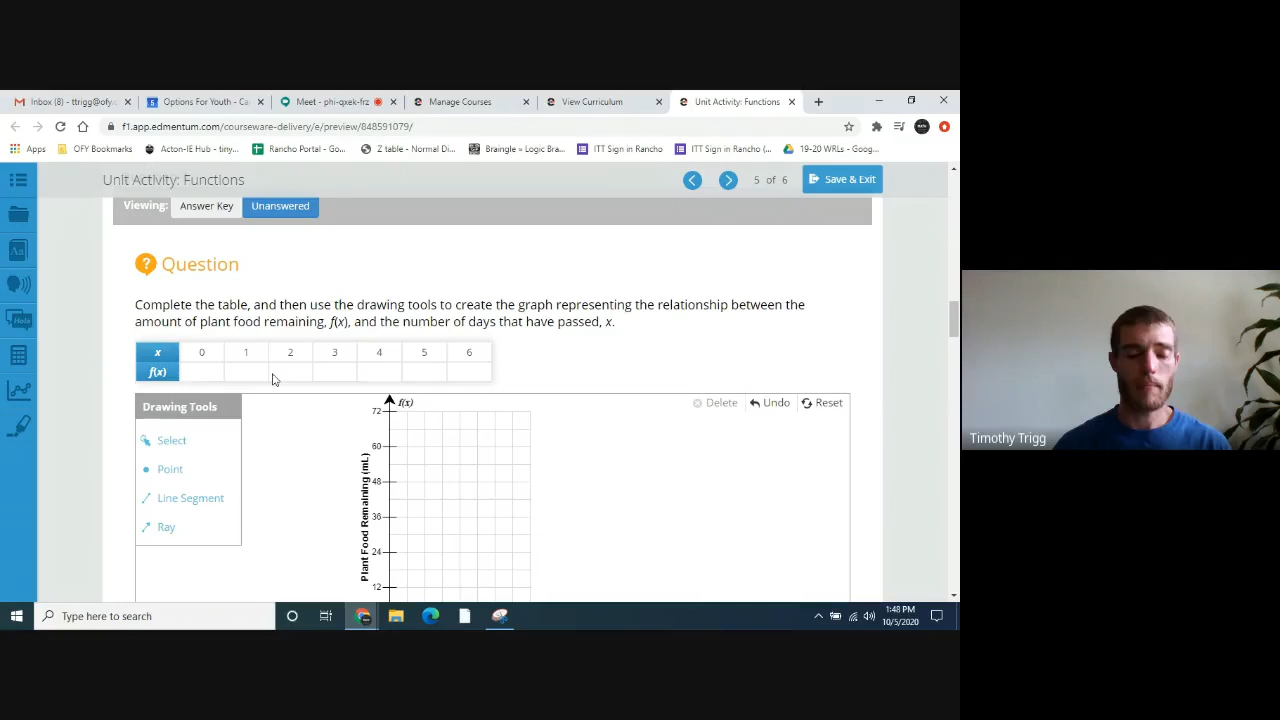 Inbox (8) - ttrigg@ofy.c
Options For Youth - Ca
Meet - phi-qxek-frz
Manage Courses
View Curriculum
Unit Activity: Functions
f1.app.edmentum.com/courseware-delivery/e/preview/848591079/
Apps
OFY Bookmarks
Acton-IE Hub - tiny...
Rancho Portal - Go...
Z table - Normal Di...
Braingle » Logic Bra...
ITT Sign in Rancho
ITT Sign in Rancho (...
19-20 WRLs - Goog...
Unit Activity: Functions
5 of 6
Save & Exit
Viewing:
Answer Key
Unanswered
? Question
Complete the table, and then use the drawing tools to create the graph representing the relationship between the
amount of plant food remaining, f(x), and the number of days that have passed, x.
x 0 1 2 3 4 5 6
f(x)
Drawing Tools
Select
Point
Line Segment
Ray
Delete
Undo
Reset
f(x)
72
60
48
36
24
12
Plant Food Remaining (mL)
Aa
Hola
Timothy Trigg
Type here to search
1:48 PM
10/5/2020